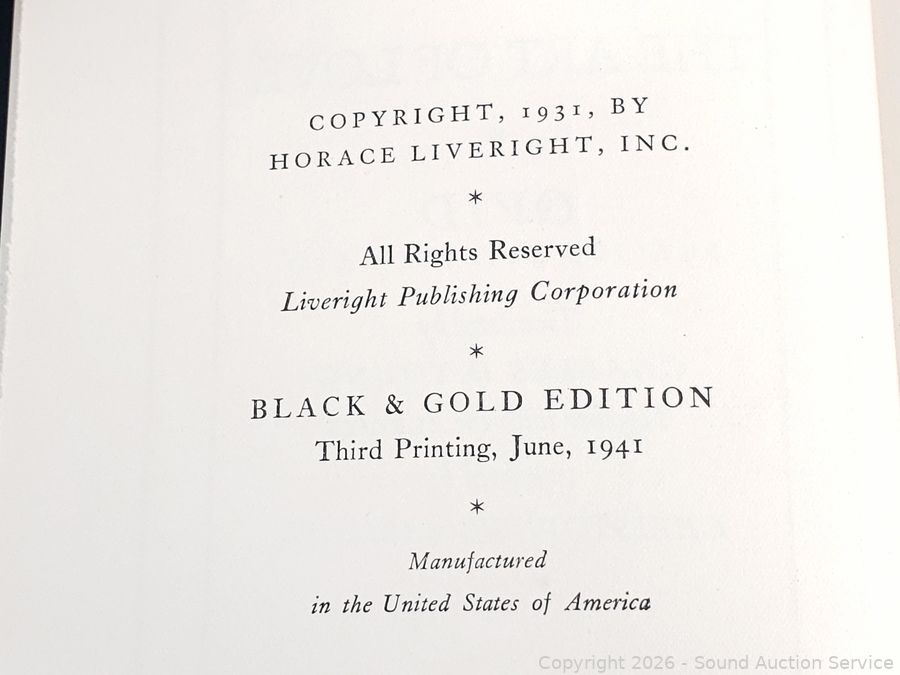 COPYRIGHT, 1931, BY
HORACE LIVERIGHT, INC.
*
All Rights Reserved
Liveright Publishing Corporation
*
BLACK & GOLD EDITION
Third Printing, June, 1941
*
Manufactured
in the United States of America
Copyright 2026 - Sound Auction Service